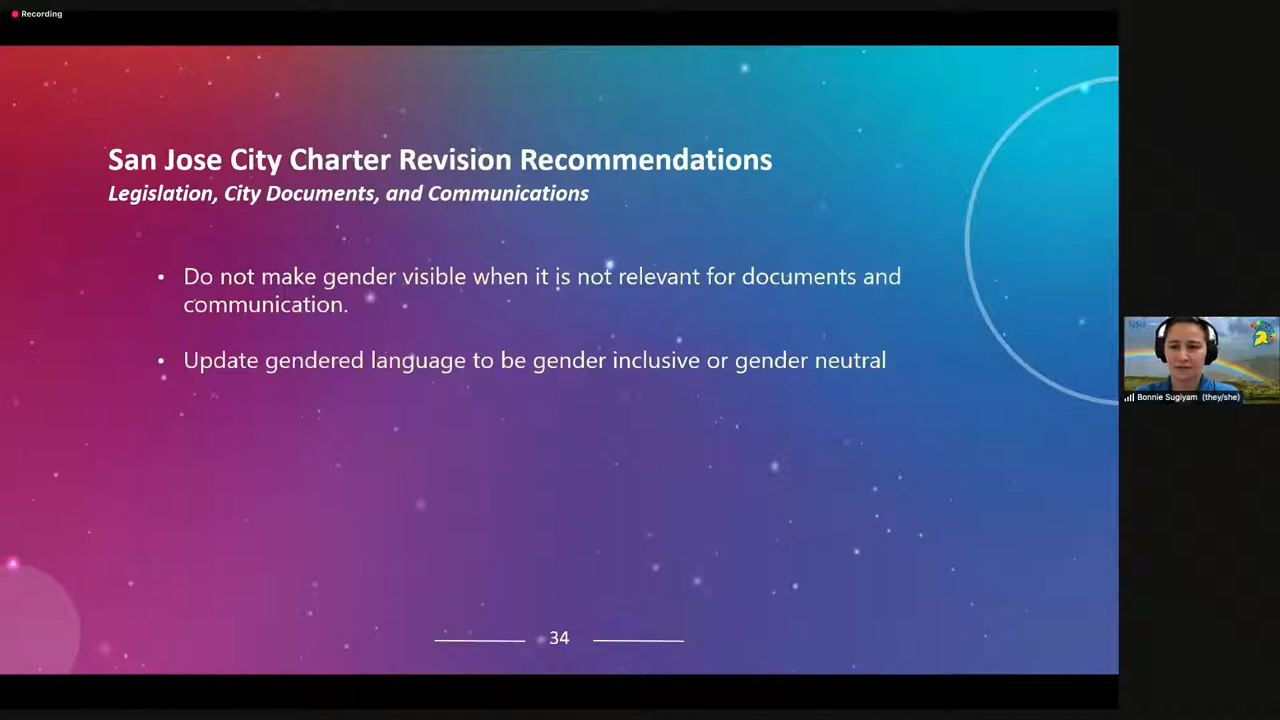 Recording
San Jose City Charter Revision Recommendations
Legislation, City Documents, and Communications
• Do not make gender visible when it is not relevant for documents and
communication.
• Update gendered language to be gender inclusive or gender neutral
34
SJSU
Bonnie Sugiyam (they/she)